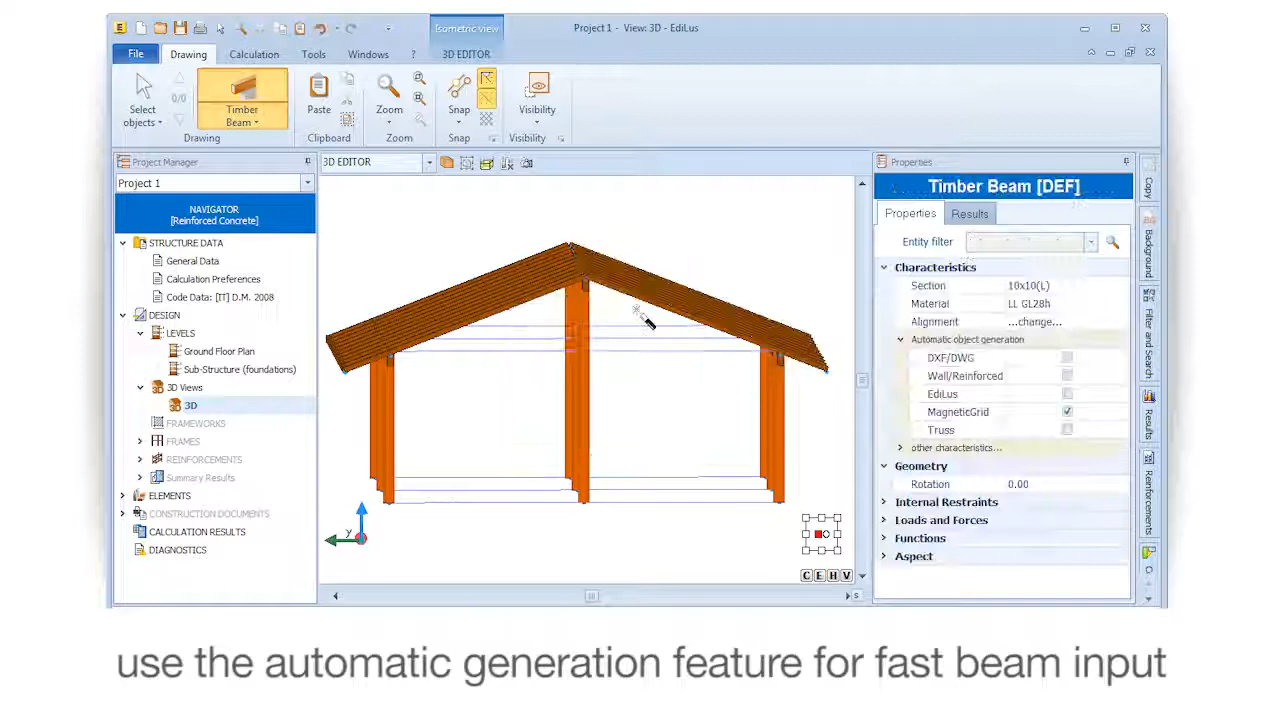 E
Isometric view
Project 1 - View: 3D - EdiLus
File
Drawing
Calculation
Tools
Windows
?
3D EDITOR
Select objects
0/0
Timber Beam
Paste
Zoom
Snap
Visibility
Drawing
Clipboard
Zoom
Snap
Visibility
Project Manager
Project 1
NAVIGATOR
[Reinforced Concrete]
STRUCTURE DATA
General Data
Calculation Preferences
Code Data: [IT] D.M. 2008
DESIGN
LEVELS
Ground Floor Plan
Sub-Structure (foundations)
3D Views
3D
FRAMEWORKS
FRAMES
REINFORCEMENTS
Summary Results
ELEMENTS
CONSTRUCTION DOCUMENTS
CALCULATION RESULTS
DIAGNOSTICS
3D EDITOR
y
C E H V
S
Properties
Timber Beam [DEF]
Properties
Results
Entity filter
Characteristics
Section 10x10(L)
Material LL GL28h
Alignment ...change...
Automatic object generation
DXF/DWG
Wall/Reinforced
EdiLus
MagneticGrid
Truss
other characteristics...
Geometry
Rotation 0.00
Internal Restraints
Loads and Forces
Functions
Aspect
Copy
Background
Filter and Search
Results
Reinforcements
use the automatic generation feature for fast beam input